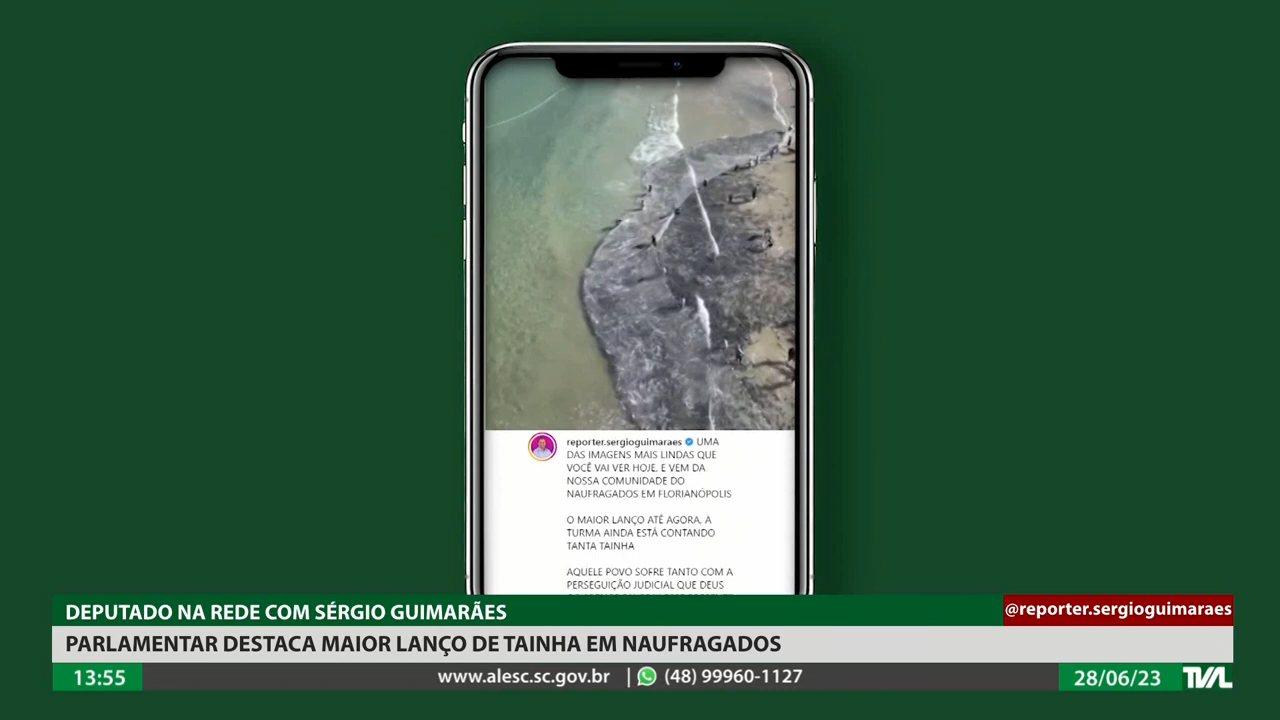 reporter.sergioguimaraes UMA
DAS IMAGENS MAIS LINDAS QUE
VOCÊ VAI VER HOJE, E VEM DA
NOSSA COMUNIDADE DO
NAUFRAGADOS EM FLORIANÓPOLIS
O MAIOR LANÇO ATÉ AGORA, A
TURMA AINDA ESTÁ CONTANDO
TANTA TAINHA
AQUELE POVO SOFRE TANTO COM A
PERSEGUIÇÃO JUDICIAL QUE DEUS
DEPUTADO NA REDE COM SÉRGIO GUIMARÃES
@reporter.sergioguimaraes
PARLAMENTAR DESTACA MAIOR LANÇO DE TAINHA EM NAUFRAGADOS
13:55
www.alesc.sc.gov.br | (48) 99960-1127
28/06/23
TVAL